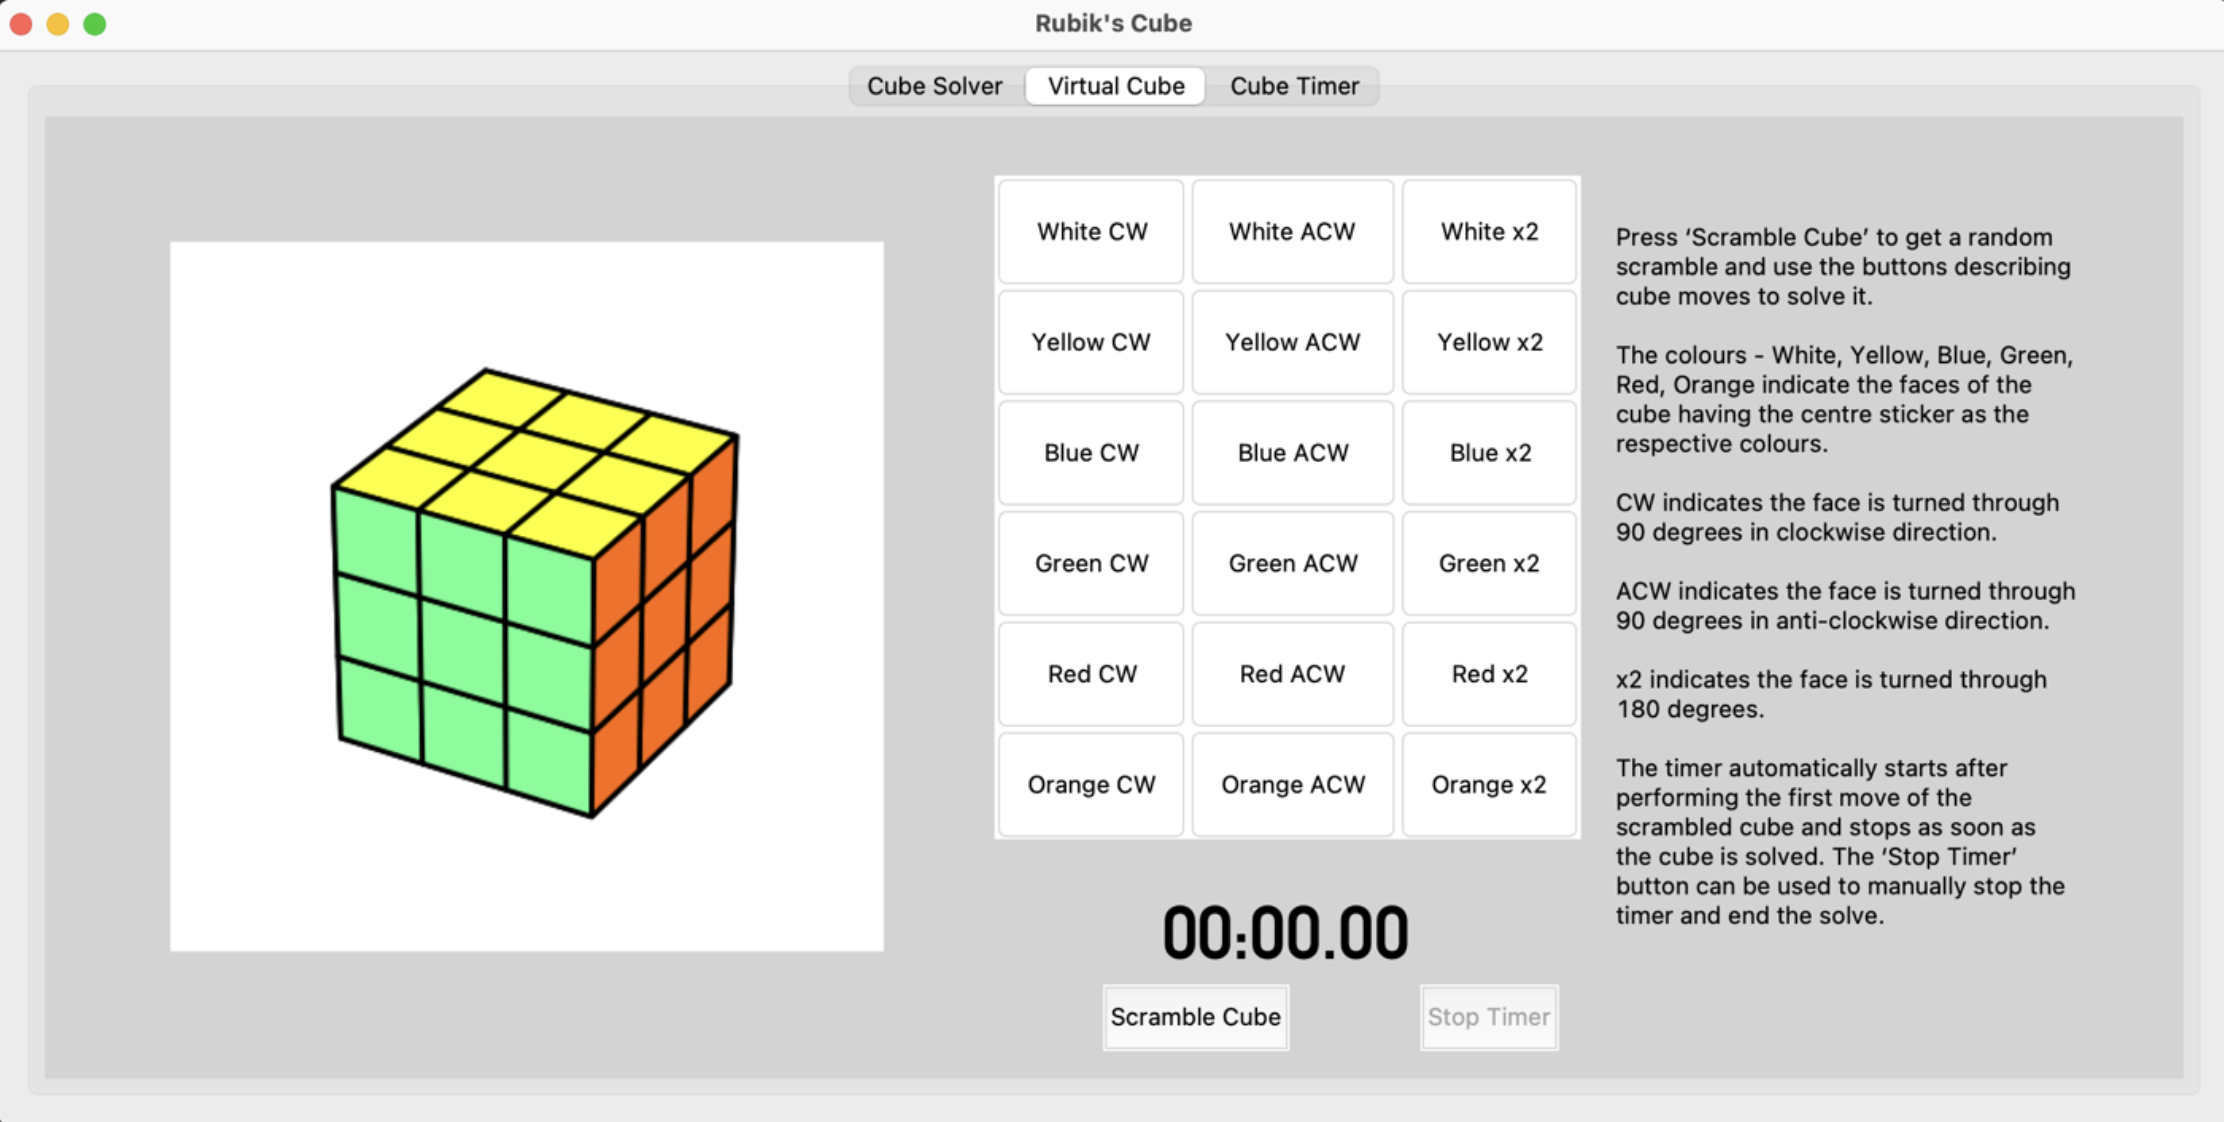 Rubik's Cube
Cube Solver
Virtual Cube
Cube Timer
White CW
White ACW
White x2
Yellow CW
Yellow ACW
Yellow x2
Blue CW
Blue ACW
Blue x2
Green CW
Green ACW
Green x2
Red CW
Red ACW
Red x2
Orange CW
Orange ACW
Orange x2
00:00.00
Scramble Cube
Stop Timer
Press ‘Scramble Cube’ to get a random
scramble and use the buttons describing
cube moves to solve it.
The colours - White, Yellow, Blue, Green,
Red, Orange indicate the faces of the
cube having the centre sticker as the
respective colours.
CW indicates the face is turned through
90 degrees in clockwise direction.
ACW indicates the face is turned through
90 degrees in anti-clockwise direction.
x2 indicates the face is turned through
180 degrees.
The timer automatically starts after
performing the first move of the
scrambled cube and stops as soon as
the cube is solved. The ‘Stop Timer’
button can be used to manually stop the
timer and end the solve.